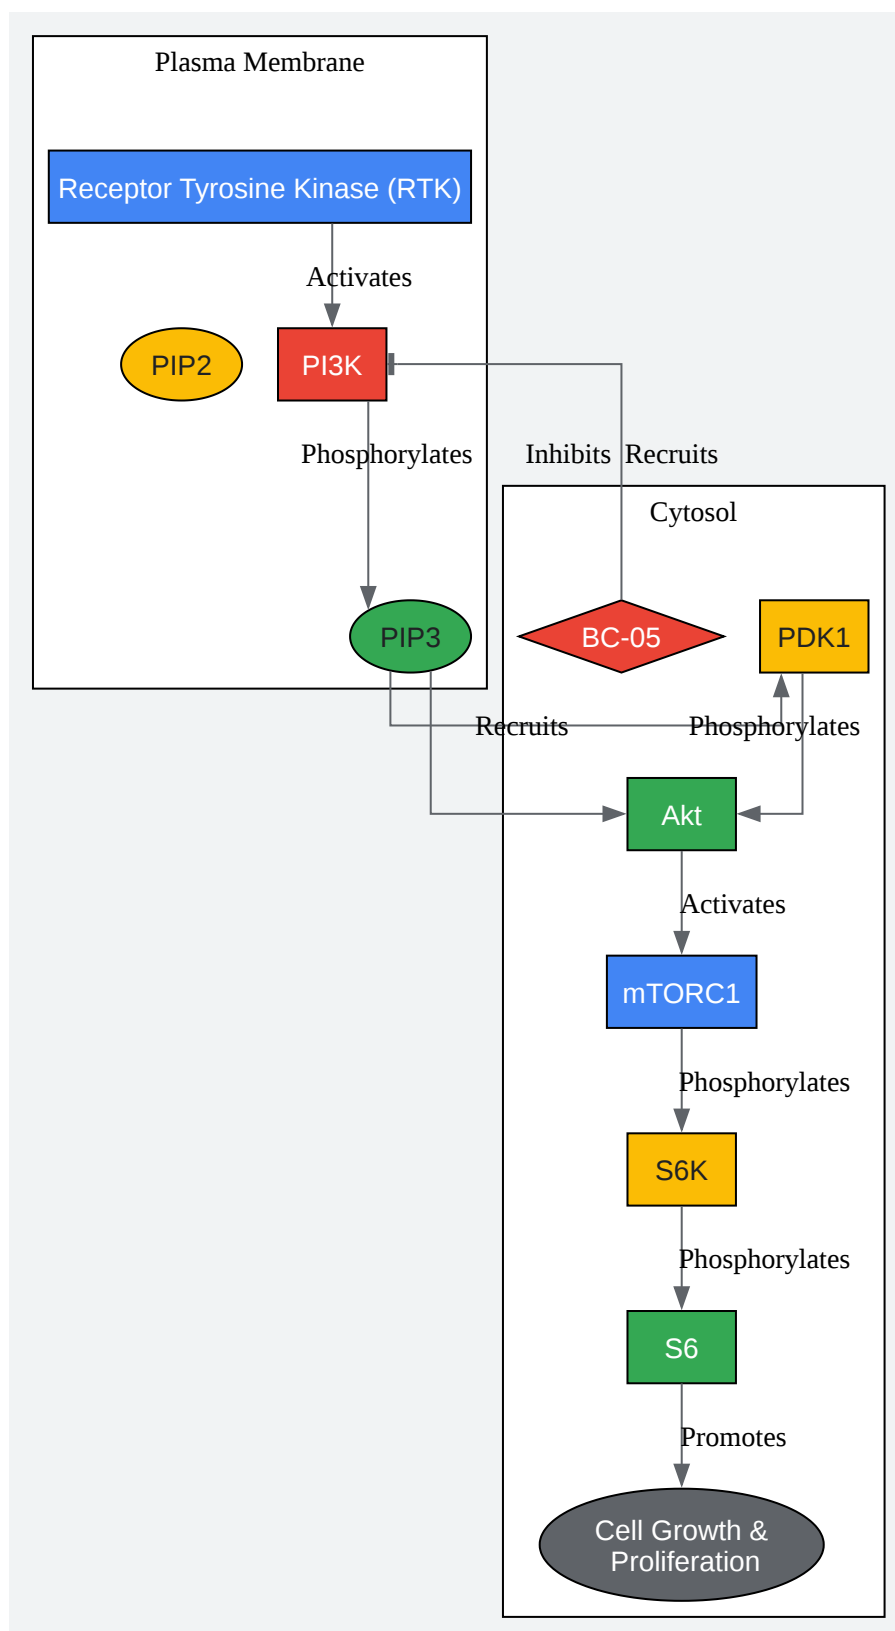 Plasma Membrane
Receptor Tyrosine Kinase (RTK)
Activates
PIP2
PI3K
Phosphorylates
Inhibits
Recruits
Cytosol
PIP3
BC-05
PDK1
Recruits
Phosphorylates
Akt
Activates
mTORC1
Phosphorylates
S6K
Phosphorylates
S6
Promotes
Cell Growth &
Proliferation